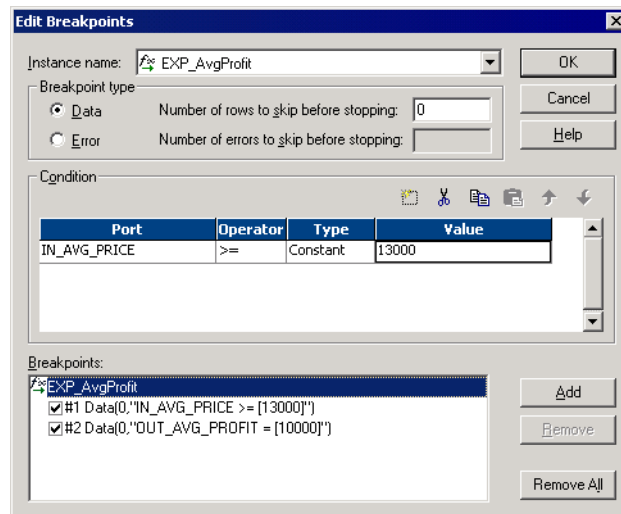 Edit Breakpoints
Instance name: EXP_AvgProfit
OK
Breakpoint type
Data Number of rows to skip before stopping: 0
Cancel
Error Number of errors to skip before stopping:
Help
Condition
Port Operator Type Value
IN_AVG_PRICE >= Constant 13000
Breakpoints:
EXP_AvgProfit
#1 Data(0,"IN_AVG_PRICE >= [13000]")
#2 Data(0,"OUT_AVG_PROFIT = [10000]")
Add
Remove
Remove All